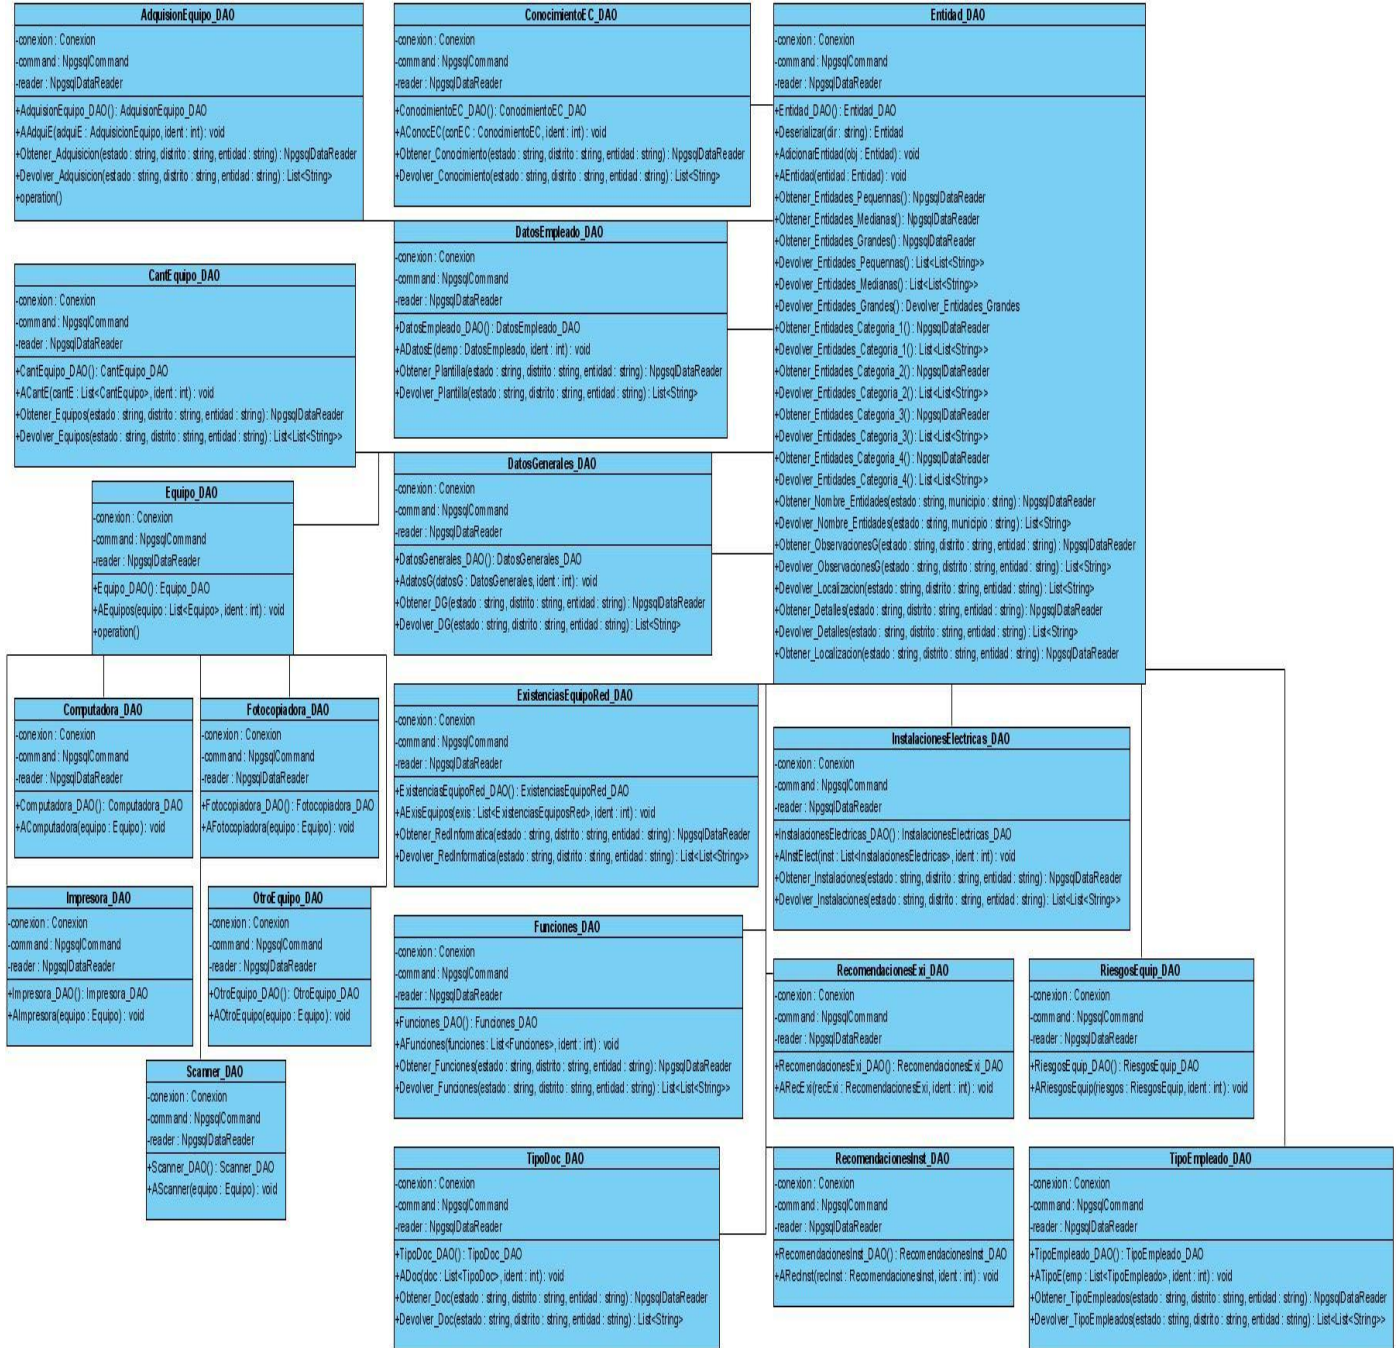 AdquisionEquipo_DAO
-conexion : Conexion
-command : NpgsqlCommand
-reader : NpgsqlDataReader
+AdquisionEquipo_DAO() : AdquisionEquipo_DAO
+AAdquiE(adquiE : AdquisicionEquipo, ident : int) : void
+Obtener_Adquisicion(estado : string, distrito : string, entidad : string) : NpgsqlDataReader
+Devolver_Adquisicion(estado : string, distrito : string, entidad : string) : List<String>
+operation()
ConocimientoEC_DAO
-conexion : Conexion
-command : NpgsqlCommand
-reader : NpgsqlDataReader
+ConocimientoEC_DAO() : ConocimientoEC_DAO
+AConocEC(conEC : ConocimientoEC, ident : int) : void
+Obtener_Conocimiento(estado : string, distrito : string, entidad : string) : NpgsqlDataReader
+Devolver_Conocimiento(estado : string, distrito : string, entidad : string) : List<String>
Entidad_DAO
-conexion : Conexion
-command : NpgsqlCommand
-reader : NpgsqlDataReader
+Entidad_DAO() : Entidad_DAO
+Deserializar(dir : string) : Entidad
+AdicionarEntidad(obj : Entidad) : void
+AEntidad(entidad : Entidad) : void
+Obtener_Entidades_Pequennas() : NpgsqlDataReader
+Obtener_Entidades_Medianas() : NpgsqlDataReader
+Obtener_Entidades_Grandes() : NpgsqlDataReader
+Devolver_Entidades_Pequennas() : List<List<String>>
+Devolver_Entidades_Medianas() : List<List<String>>
+Devolver_Entidades_Grandes() : Devolver_Entidades_Grandes
+Obtener_Entidades_Categoria_1() : NpgsqlDataReader
+Devolver_Entidades_Categoria_1() : List<List<String>>
+Obtener_Entidades_Categoria_2() : NpgsqlDataReader
+Devolver_Entidades_Categoria_2() : List<List<String>>
+Obtener_Entidades_Categoria_3() : NpgsqlDataReader
+Devolver_Entidades_Categoria_3() : List<List<String>>
+Obtener_Entidades_Categoria_4() : NpgsqlDataReader
+Devolver_Entidades_Categoria_4() : List<List<String>>
+Obtener_Nombre_Entidades(estado : string, municipio : string) : NpgsqlDataReader
+Devolver_Nombre_Entidades(estado : string, municipio : string) : List<String>
+Obtener_ObservacionesG(estado : string, distrito : string, entidad : string) : NpgsqlDataReader
+Devolver_ObservacionesG(estado : string, distrito : string, entidad : string) : List<String>
+Devolver_Localizacion(estado : string, distrito : string, entidad : string) : List<String>
+Obtener_Detalles(estado : string, distrito : string, entidad : string) : NpgsqlDataReader
+Devolver_Detalles(estado : string, distrito : string, entidad : string) : List<String>
+Obtener_Localizacion(estado : string, distrito : string, entidad : string) : NpgsqlDataReader
DatosEmpleado_DAO
-conexion : Conexion
-command : NpgsqlCommand
-reader : NpgsqlDataReader
+DatosEmpleado_DAO() : DatosEmpleado_DAO
+ADatosE(demp : DatosEmpleado, ident : int) : void
+Obtener_Plantilla(estado : string, distrito : string, entidad : string) : NpgsqlDataReader
+Devolver_Plantilla(estado : string, distrito : string, entidad : string) : List<String>
CantEquipo_DAO
-conexion : Conexion
-command : NpgsqlCommand
-reader : NpgsqlDataReader
+CantEquipo_DAO() : CantEquipo_DAO
+ACantE(cantE : List<CantEquipo>, ident : int) : void
+Obtener_Equipos(estado : string, distrito : string, entidad : string) : NpgsqlDataReader
+Devolver_Equipos(estado : string, distrito : string, entidad : string) : List<List<String>>
DatosGenerales_DAO
-conexion : Conexion
-command : NpgsqlCommand
-reader : NpgsqlDataReader
+DatosGenerales_DAO() : DatosGenerales_DAO
+AdatosG(datosG : DatosGenerales, ident : int) : void
+Obtener_DG(estado : string, distrito : string, entidad : string) : NpgsqlDataReader
+Devolver_DG(estado : string, distrito : string, entidad : string) : List<String>
Equipo_DAO
-conexion : Conexion
-command : NpgsqlCommand
-reader : NpgsqlDataReader
+Equipo_DAO() : Equipo_DAO
+AEquipos(equipo : List<Equipo>, ident : int) : void
+operation()
Computadora_DAO
-conexion : Conexion
-command : NpgsqlCommand
-reader : NpgsqlDataReader
+Computadora_DAO() : Computadora_DAO
+AComputadora(equipo : Equipo) : void
Fotocopiadora_DAO
-conexion : Conexion
-command : NpgsqlCommand
-reader : NpgsqlDataReader
+Fotocopiadora_DAO() : Fotocopiadora_DAO
+AFotocopiadora(equipo : Equipo) : void
ExistenciasEquipoRed_DAO
-conexion : Conexion
-command : NpgsqlCommand
-reader : NpgsqlDataReader
+ExistenciasEquipoRed_DAO() : ExistenciasEquipoRed_DAO
+AExisEquipos(exis : List<ExistenciasEquiposRed>, ident : int) : void
+Obtener_RedInformatica(estado : string, distrito : string, entidad : string) : NpgsqlDataReader
+Devolver_RedInformatica(estado : string, distrito : string, entidad : string) : List<List<String>>
InstalacionesElectricas_DAO
-conexion : Conexion
-command : NpgsqlCommand
-reader : NpgsqlDataReader
+InstalacionesElectricas_DAO() : InstalacionesElectricas_DAO
+AInstElect(inst : List<InstalacionesElectricas>, ident : int) : void
+Obtener_Instalaciones(estado : string, distrito : string, entidad : string) : NpgsqlDataReader
+Devolver_Instalaciones(estado : string, distrito : string, entidad : string) : List<List<String>>
Impresora_DAO
-conexion : Conexion
-command : NpgsqlCommand
-reader : NpgsqlDataReader
+Impresora_DAO() : Impresora_DAO
+AImpresora(equipo : Equipo) : void
OtroEquipo_DAO
-conexion : Conexion
-command : NpgsqlCommand
-reader : NpgsqlDataReader
+OtroEquipo_DAO() : OtroEquipo_DAO
+AOtroEquipo(equipo : Equipo) : void
Funciones_DAO
-conexion : Conexion
-command : NpgsqlCommand
-reader : NpgsqlDataReader
+Funciones_DAO() : Funciones_DAO
+AFunciones(funciones : List<Funciones>, ident : int) : void
+Obtener_Funciones(estado : string, distrito : string, entidad : string) : NpgsqlDataReader
+Devolver_Funciones(estado : string, distrito : string, entidad : string) : List<List<String>>
RecomendacionesExi_DAO
-conexion : Conexion
-command : NpgsqlCommand
-reader : NpgsqlDataReader
+RecomendacionesExi_DAO() : RecomendacionesExi_DAO
+ARecExi(recExi : RecomendacionesExi, ident : int) : void
RiesgosEquip_DAO
-conexion : Conexion
-command : NpgsqlCommand
-reader : NpgsqlDataReader
+RiesgosEquip_DAO() : RiesgosEquip_DAO
+ARiesgosEquip(riesgos : RiesgosEquip, ident : int) : void
Scanner_DAO
-conexion : Conexion
-command : NpgsqlCommand
-reader : NpgsqlDataReader
+Scanner_DAO() : Scanner_DAO
+AScanner(equipo : Equipo) : void
TipoDoc_DAO
-conexion : Conexion
-command : NpgsqlCommand
-reader : NpgsqlDataReader
+TipoDoc_DAO() : TipoDoc_DAO
+ADoc(doc : List<TipoDoc>, ident : int) : void
+Obtener_Doc(estado : string, distrito : string, entidad : string) : NpgsqlDataReader
+Devolver_Doc(estado : string, distrito : string, entidad : string) : List<String>
RecomendacionesInst_DAO
-conexion : Conexion
-command : NpgsqlCommand
-reader : NpgsqlDataReader
+RecomendacionesInst_DAO() : RecomendacionesInst_DAO
+ARecInst(recInst : RecomendacionesInst, ident : int) : void
TipoEmpleado_DAO
-conexion : Conexion
-command : NpgsqlCommand
-reader : NpgsqlDataReader
+TipoEmpleado_DAO() : TipoEmpleado_DAO
+ATipoE(emp : List<TipoEmpleado>, ident : int) : void
+Obtener_TipoEmpleados(estado : string, distrito : string, entidad : string) : NpgsqlDataReader
+Devolver_TipoEmpleados(estado : string, distrito : string, entidad : string) : List<List<String>>